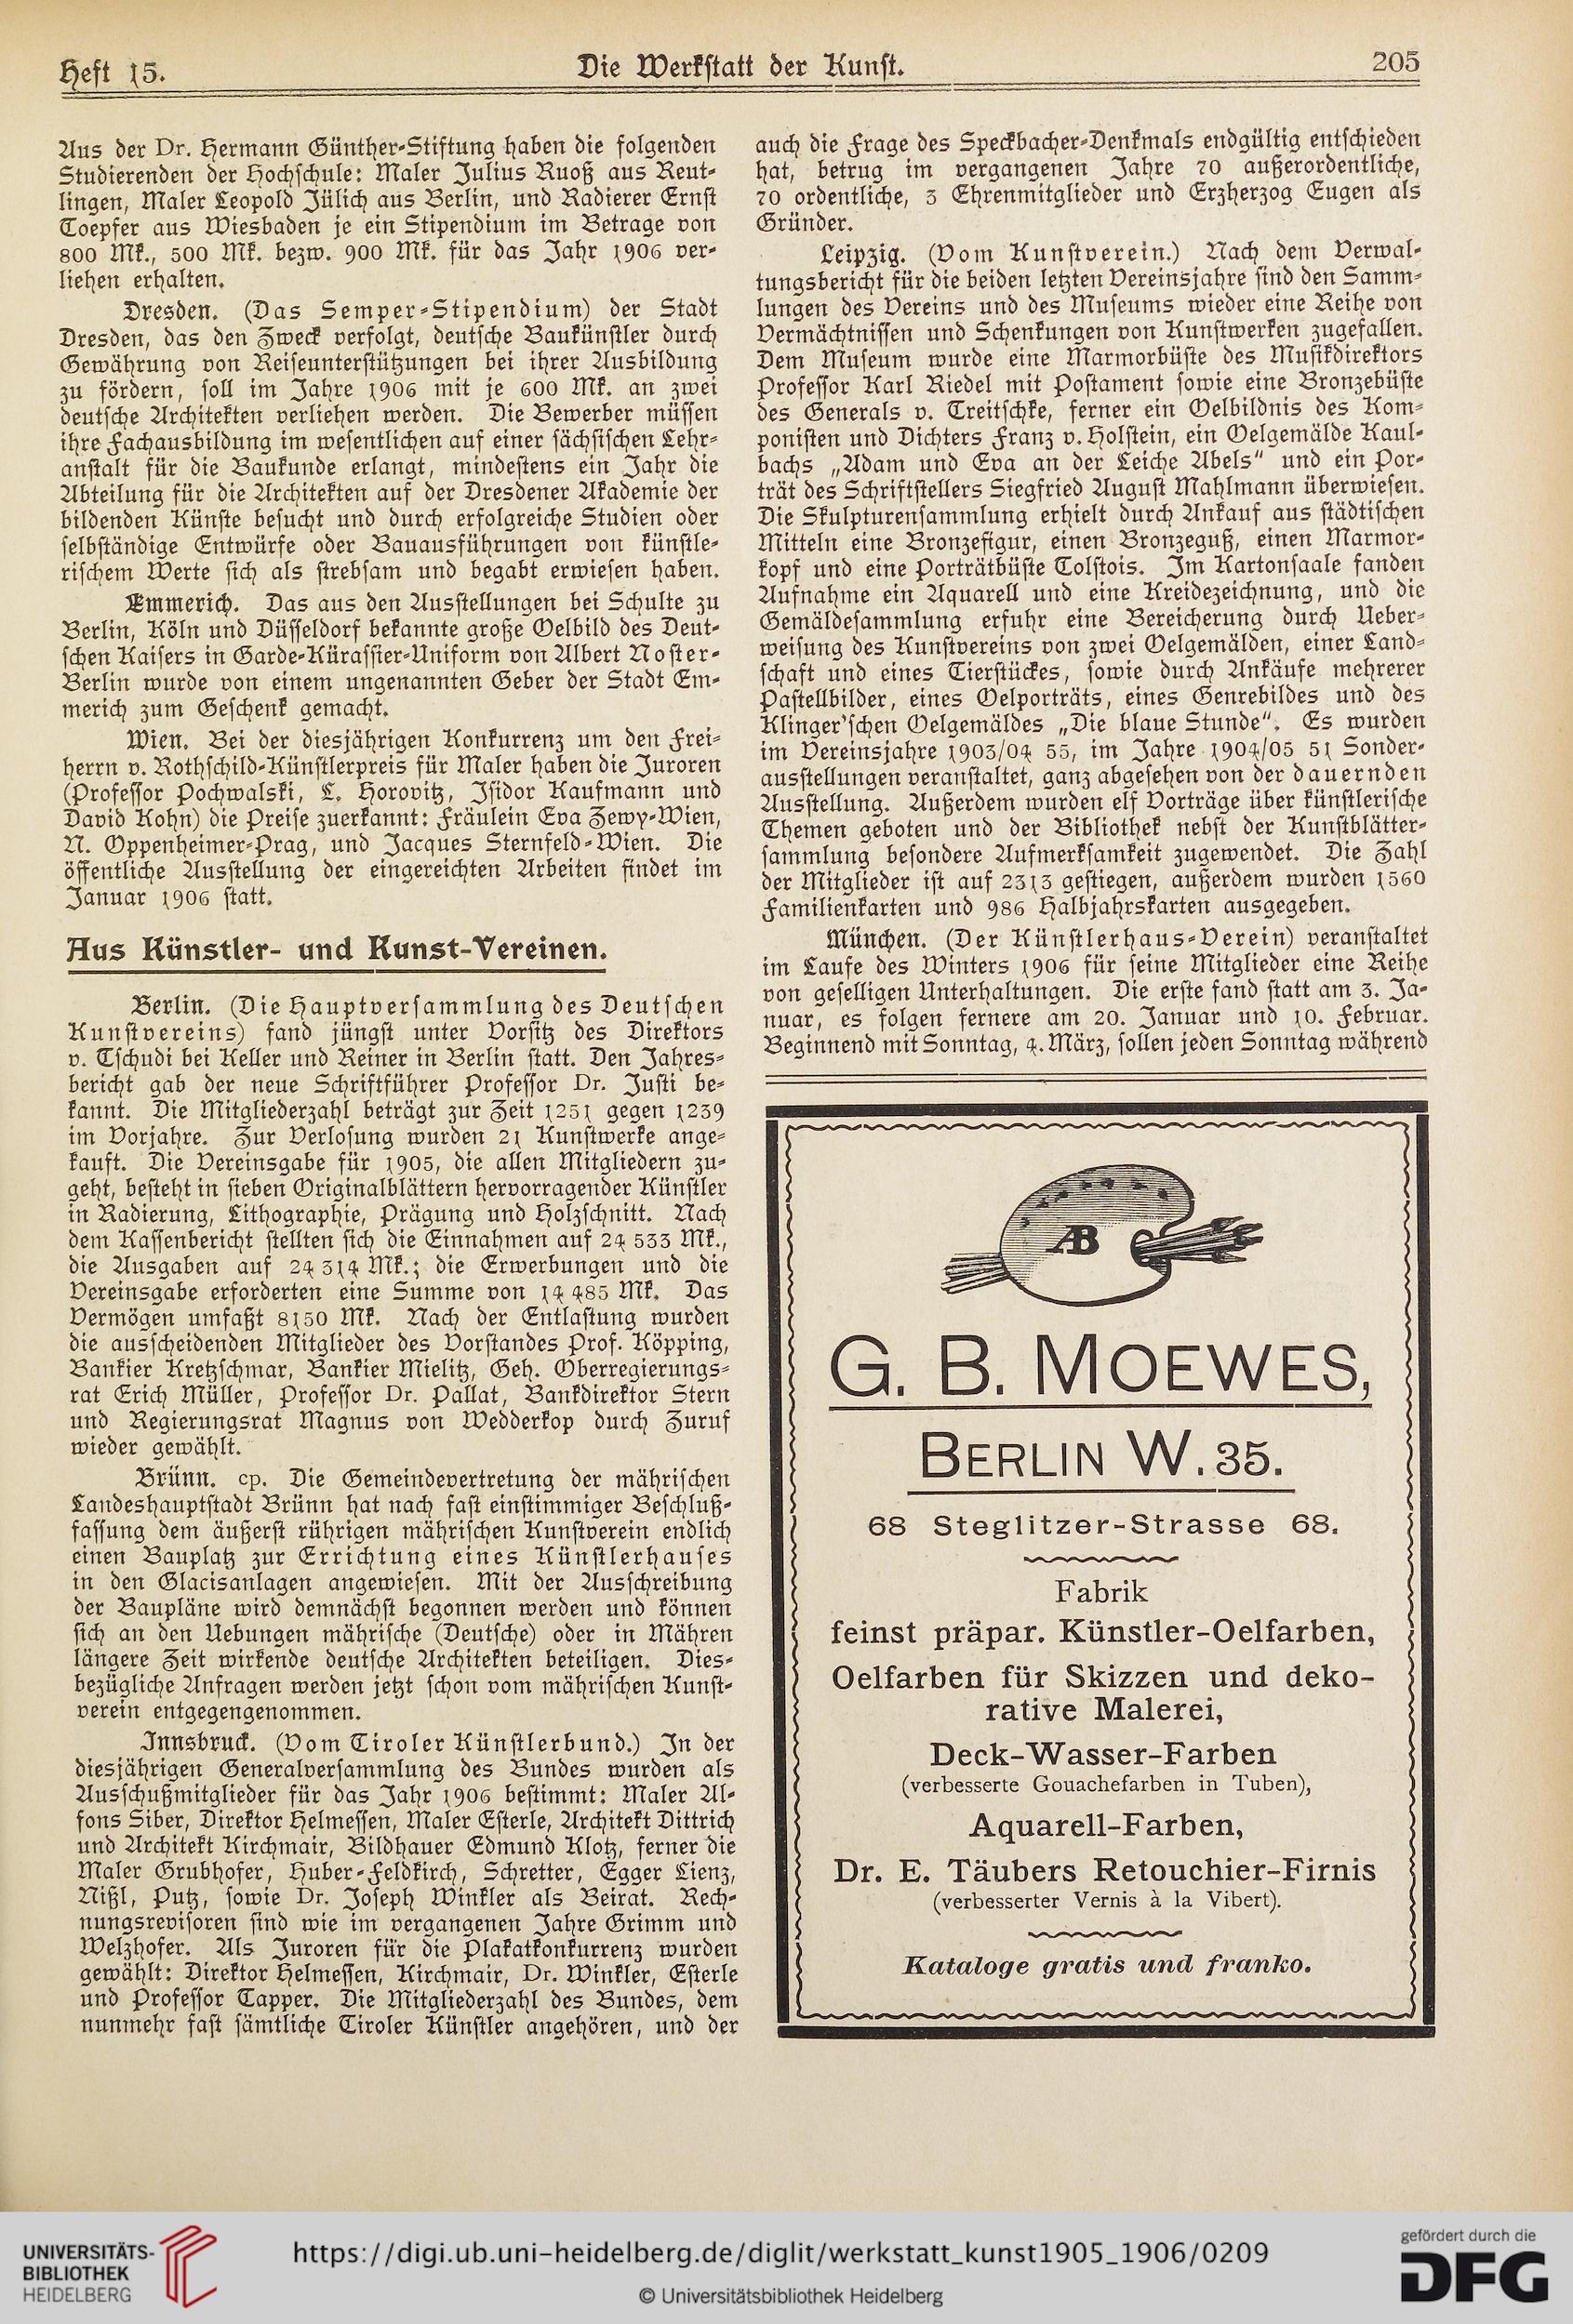 Heft 15.
Die Werkstatt der Kunst.
205
Aus der Dr. Hermann Günther-Stiftung haben die folgenden
Studierenden der Hochschule: Maler Julius Ruoß aus Reut-
lingen, Maler Leopold Jülich aus Berlin, und Radierer Ernst
Toepfer aus Wiesbaden je ein Stipendium im Betrage von
800 Mk., 500 Mk. bezw. 900 Mk. für das Jahr 1906 ver-
liehen erhalten.
Dresden. (Das Semper-Stipendium) der Stadt
Dresden, das den Zweck verfolgt, deutsche Baukünstler durch
Gewährung von Reiseunterstützungen bei ihrer Ausbildung
zu fördern, soll im Jahre 1906 mit je 600 Mk. an zwei
deutsche Architekten verliehen werden. Die Bewerber müssen
ihre Fachausbildung im wesentlichen auf einer sächsischen Lehr-
anstalt für die Baukunde erlangt, mindestens ein Jahr die
Abteilung für die Architekten auf der Dresdener Akademie der
bildenden Künste besucht und durch erfolgreiche Studien oder
selbständige Entwürfe oder Bauausführungen von künstle-
rischem Werte sich als strebsam und begabt erwiesen haben.
Emmerich. Das aus den Ausstellungen bei Schulte zu
Berlin, Köln und Düsseldorf bekannte große Oelbild des Deut-
schen Kaisers in Garde-Kürassier-Uniform von Albert Noster-
Berlin wurde von einem ungenannten Geber der Stadt Em-
merich zum Geschenk gemacht.
Wien. Bei der diesjährigen Konkurrenz um den Frei-
herrn v. Rothschild-Künstlerpreis für Maler haben die Juroren
(Professor Pochwalski, L. Horovitz, Isidor Kaufmann und
David Kohn) die Preise zuerkannt: Fräulein Eva Zewy-Wien,
N. Oppenheimer-Prag, und Jacques Sternfeld-Wien. Die
öffentliche Ausstellung der eingereichten Arbeiten findet im
Januar 1906 statt.
Aus Künstler- und Kunst-Vereinen.
Berlin. (Die Hauptversammlung des Deutschen
Kunstvereins) fand jüngst unter Vorsitz des Direktors
v. Tschudi bei Keller und Reiner in Berlin statt. Den Jahres-
bericht gab der neue Schriftführer Professor Dr. Justi be-
kannt. Die Mitgliederzahl beträgt zur Zeit 1251 gegen 1239
im Vorjahre. Zur Verlosung wurden 21 Kunstwerke ange-
kauft. Die Vereinsgabe für 1905, die allen Mitgliedern zu-
geht, besteht in sieben Originalblättern hervorragender Künstler
in Radierung, Lithographie, Prägung und Holzschnitt. Nach
dem Kassenbericht stellten sich die Einnahmen auf 24 533 Mk.,
die Ausgaben auf 24 314 Mk.; die Erwerbungen und die
Vereinsgabe erforderten eine Summe von 14 485 Mk. Das
Vermögen umfaßt 8150 Mk. Nach der Entlastung wurden
die ausscheidenden Mitglieder des Vorstandes Prof. Köpping,
Bankier Kretzschmar, Bankier Mielitz, Geh. Oberregierungs-
rat Erich Müller, Professor Dr. Pallat, Bankdirektor Stern
und Regierungsrat Magnus von Wedderkop durch Zuruf
wieder gewählt.
Brünn. cp. Die Gemeindevertretung der mährischen
Landeshauptstadt Brünn hat nach fast einstimmiger Beschluß-
fassung dem äußerst rührigen mährischen Kunstverein endlich
einen Bauplatz zur Errichtung eines Künstlerhauses
in den Glacisanlagen angewiesen. Mit der Ausschreibung
der Baupläne wird demnächst begonnen werden und können
sich an den Uebungen mährische (Deutsche) oder in Mähren
längere Zeit wirkende deutsche Architekten beteiligen. Dies-
bezügliche Anfragen werden jetzt schon vom mährischen Kunst-
verein entgegengenommen.
Innsbruck. (Vom Tiroler Künstlerbund.) In der
diesjährigen Generalversammlung des Bundes wurden als
Ausschußmitglieder für das Jahr 1906 bestimmt: Maler Al-
fons Siber, Direktor Helmessen, Maler Esterle, Architekt Dittrich
und Architekt Kirchmair, Bildhauer Edmund Klotz, ferner die
Maler Grubhofer, Huber-Feldkirch, Schretter, Egger Lienz,
Nißl, Putz, sowie Dr. Joseph Winkler als Beirat. Rech-
nungsrevisoren sind wie im vergangenen Jahre Grimm und
Welzhofer. Als Juroren für die Plakatkonkurrenz wurden
gewählt: Direktor Helmessen, Kirchmair, Dr. Winkler, Esterle
und Professor Tapper. Die Mitgliederzahl des Bundes, dem
nunmehr fast sämtliche Tiroler Künstler angehören, und der
auch die Frage des Speckbacher-Denkmals endgültig entschieden
hat, betrug im vergangenen Jahre 70 außerordentliche,
70 ordentliche, 3 Ehrenmitglieder und Erzherzog Eugen als
Gründer.
Leipzig. (Vom Kunstverein.) Nach dem Verwal-
tungsbericht für die beiden letzten Vereinsjahre sind den Samm-
lungen des Vereins und des Museums wieder eine Reihe von
Vermächtnissen und Schenkungen von Kunstwerken zugefallen.
Dem Museum wurde eine Marmorbüste des Musikdirektors
Professor Karl Riedel mit Postament sowie eine Bronzebüste
des Generals v. Treitschke, ferner ein Oelbildnis des Kom-
ponisten und Dichters Franz v. Holstein, ein Oelgemälde Kaul-
bachs „Adam und Eva an der Leiche Abels“ und ein Por-
trät des Schriftstellers Siegfried August Mahlmann überwiesen.
Die Skulpturensammlung erhielt durch Ankauf aus städtischen
Mitteln eine Bronzefigur, einen Bronzeguß, einen Marmor-
kopf und eine Porträtbüste Tolstois. Im Kartonsaale fanden
Aufnahme ein Aquarell und eine Kreidezeichnung, und die
Gemäldesammlung erfuhr eine Bereicherung durch Ueber-
weisung des Kunstvereins von zwei Oelgemälden, einer Land-
schaft und eines Tierstückes, sowie durch Ankäufe mehrerer
Pastellbilder, eines Oelporträts, eines Genrebildes und des
Klinger'schen Oelgemäldes „Die blaue Stunde“. Es wurden
im Vereinsjahre 1903/04 55, im Jahre 1904/05 51 Sonder-
ausstellungen veranstaltet, ganz abgesehen von der dauernden
Ausstellung. Außerdem wurden elf Vorträge über künstlerische
Themen geboten und der Bibliothek nebst der Kunstblätter-
sammlung besondere Aufmerksamkeit zugewendet. Die Zahl
der Mitglieder ist auf 2313 gestiegen, außerdem wurden 1560
Familienkarten und 986 Halbjahrskarten ausgegeben.
München. (Der Künstlerhaus-Verein) veranstaltet
im Laufe des Winters 1906 für seine Mitglieder eine Reihe
von geselligen Unterhaltungen. Die erste fand statt am 3. Ja-
nuar, es folgen fernere am 20. Januar und 10. Februar.
Beginnend mit Sonntag, 4. März, sollen jeden Sonntag während
AB
G. B. MOEWES,
BERLIN W. 35.
68 Steglitzer-Strasse 68.
Fabrik
feinst präpar. Künstler-Oelfarben,
Oelfarben für Skizzen und deko-
rative Malerei,
Deck-Wasser-Farben
(verbesserte Gouachefarben in Tuben),
Aquarell-Farben,
Dr. E. Täubers Retouchier-Firnis
(verbesserter Vernis à la Vibert).
Kataloge gratis und franko.
UNIVERSITÄTS-
BIBLIOTHEK
HEIDELBERG
https://digi.ub.uni-heidelberg.de/diglit/werkstatt_kunst1905_1906/0209
© Universitätsbibliothek Heidelberg
gefördert durch die
DFG